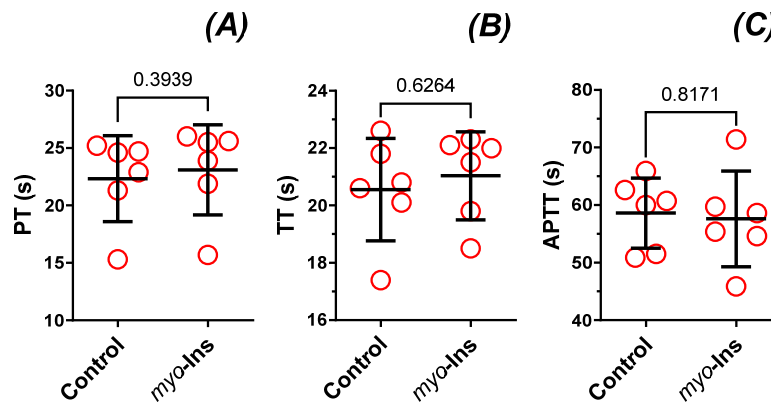 (A)
0.3939
PT (s)
30
25
20
15
10
Control
myo-Ins
(B)
0.6264
TT (s)
24
22
20
18
16
Control
myo-Ins
(C)
0.8171
APTT (s)
80
70
60
50
40
Control
myo-Ins